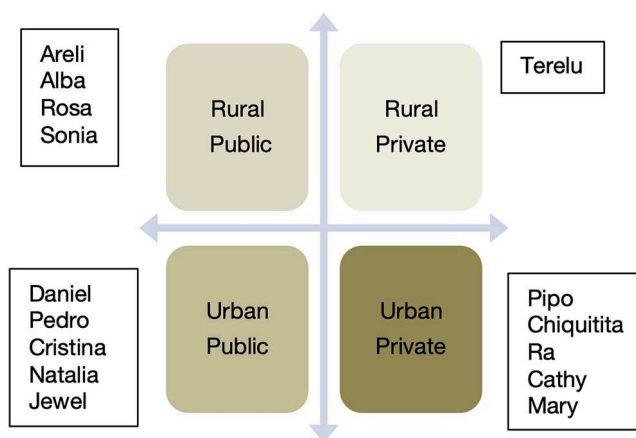 Areli
Alba
Rosa
Sonia
Rural
Public
Rural
Private
Terelu
Daniel
Pedro
Cristina
Natalia
Jewel
Urban
Public
Urban
Private
Pipo
Chiquitita
Ra
Cathy
Mary